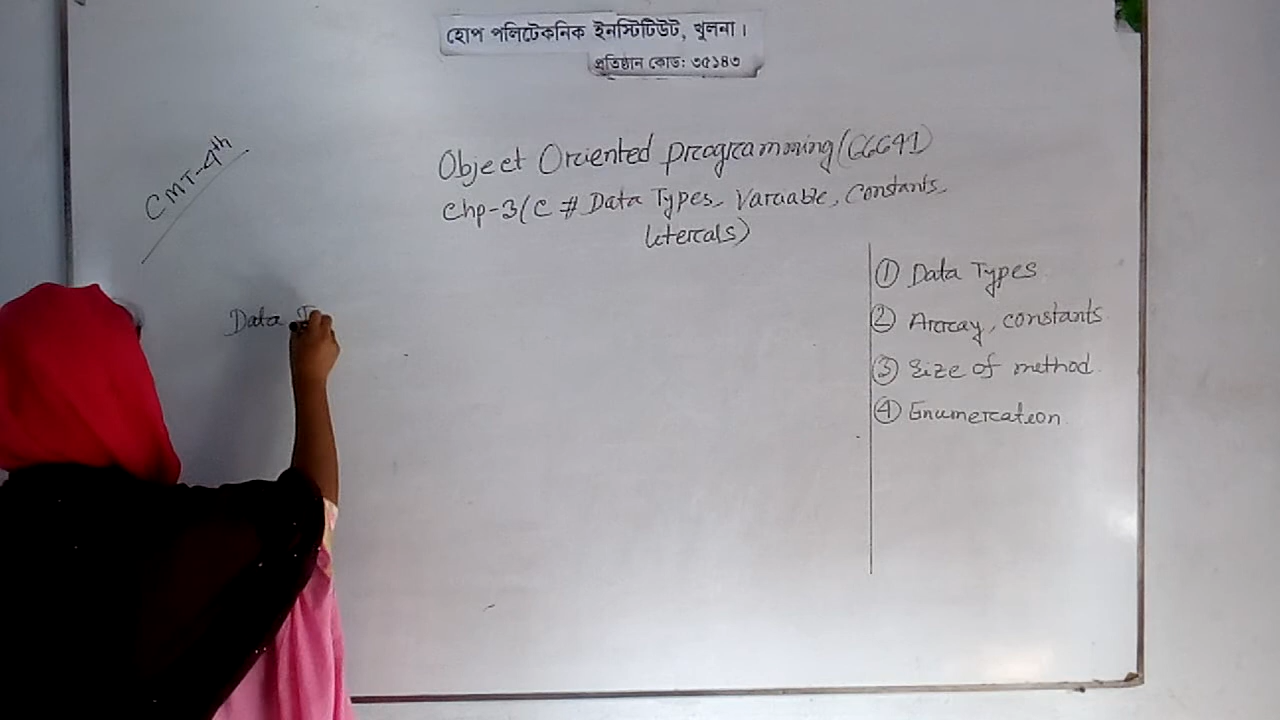 হোপ পলিটেকনিক ইনস্টিটিউট, খুলনা।
প্রতিষ্ঠান কোড: ৩৫১৪৩
CMT-4th
Object Oriented Programming (66641)
Chp-3 (C # Data Types, Variable, Constants,
literals)
① Data Types
② Array, constants
③ Size of method.
④ Enumeration
Data T